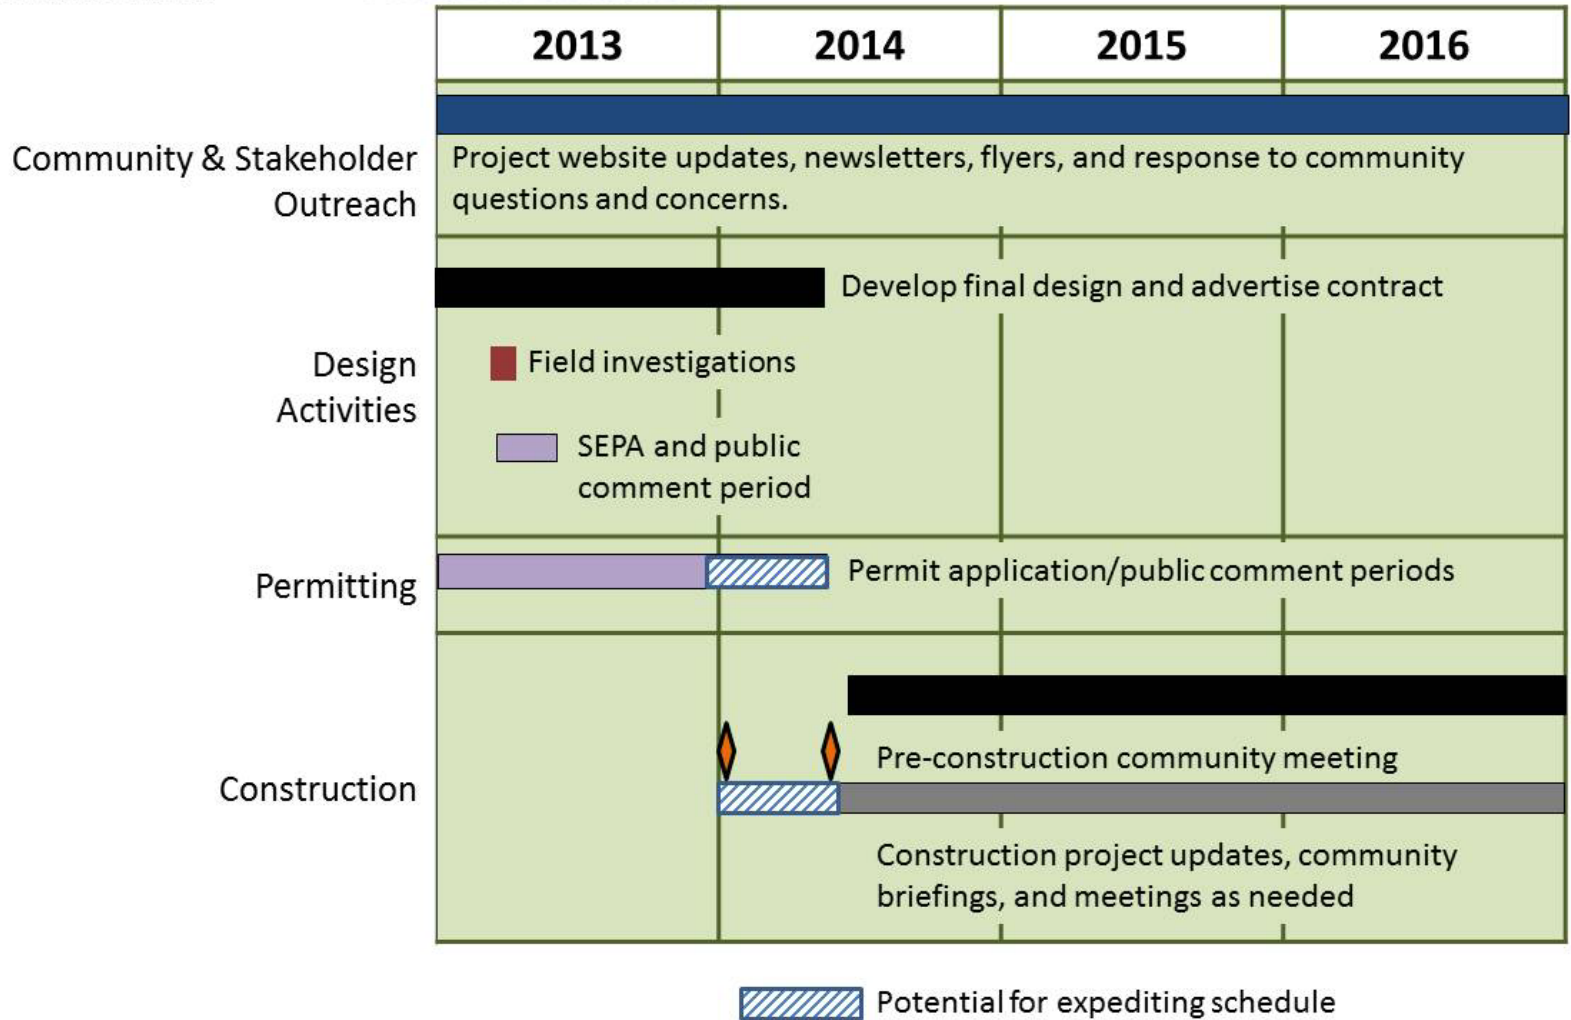 2013 2014 2015 2016
Community & Stakeholder
Outreach
Project website updates, newsletters, flyers, and response to community
questions and concerns.
Develop final design and advertise contract
Design
Activities
Field investigations
SEPA and public
comment period
Permitting
Permit application/public comment periods
Construction
Pre-construction community meeting
Construction project updates, community
briefings, and meetings as needed
Potential for expediting schedule